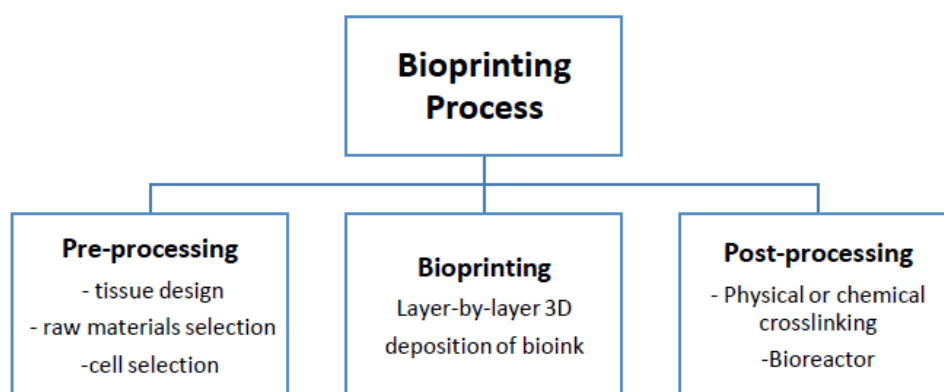 Bioprinting
Process
Pre-processing
- tissue design
- raw materials selection
-cell selection
Bioprinting
Layer-by-layer 3D
deposition of bioink
Post-processing
- Physical or chemical
crosslinking
-Bioreactor